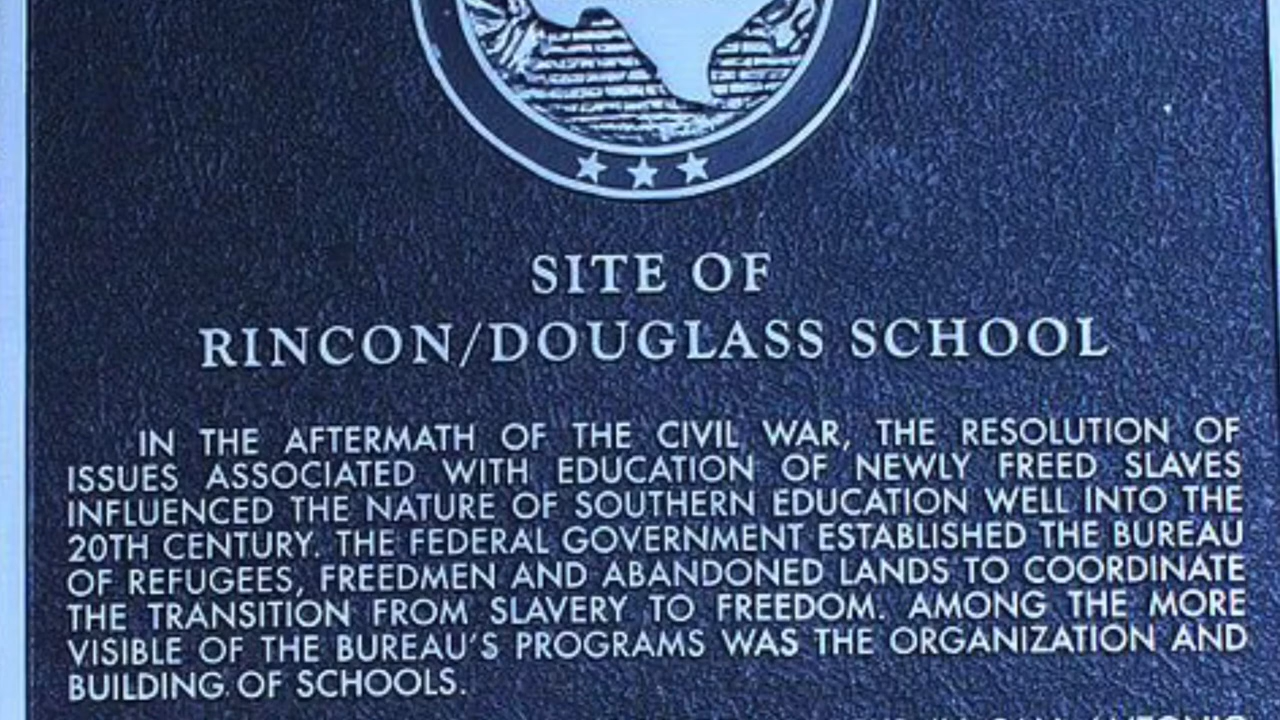 SITE OF
RINCON/DOUGLASS SCHOOL
IN THE AFTERMATH OF THE CIVIL WAR, THE RESOLUTION OF
ISSUES ASSOCIATED WITH EDUCATION OF NEWLY FREED SLAVES
INFLUENCED THE NATURE OF SOUTHERN EDUCATION WELL INTO THE
20TH CENTURY. THE FEDERAL GOVERNMENT ESTABLISHED THE BUREAU
OF REFUGEES, FREEDMEN AND ABANDONED LANDS TO COORDINATE
THE TRANSITION FROM SLAVERY TO FREEDOM. AMONG THE MORE
VISIBLE OF THE BUREAU'S PROGRAMS WAS THE ORGANIZATION AND
BUILDING OF SCHOOLS.